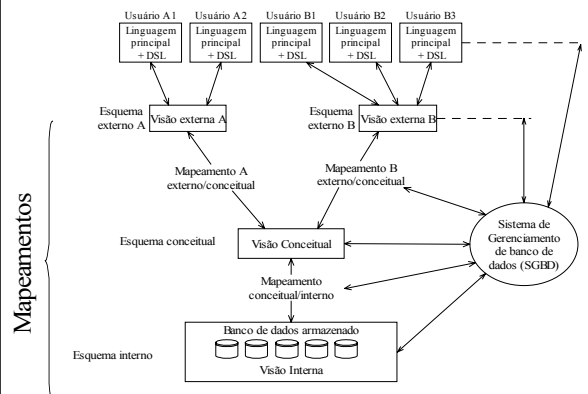 Usuário A1
Usuário A2
Usuário B1
Usuário B2
Usuário B3
Linguagem
principal
+ DSL
Linguagem
principal
+ DSL
Linguagem
principal
+ DSL
Linguagem
principal
+ DSL
Linguagem
principal
+ DSL
Esquema
externo A
Visão externa A
Esquema
externo B
Visão externa B
Mapeamento A
externo/conceitual
Mapeamento B
externo/conceitual
Mapeamentos
Esquema conceitual
Visão Conceitual
Sistema de
Gerenciamento
de banco de
dados (SGBD)
Mapeamento
conceitual/interno
Esquema interno
Banco de dados armazenado
Visão Interna